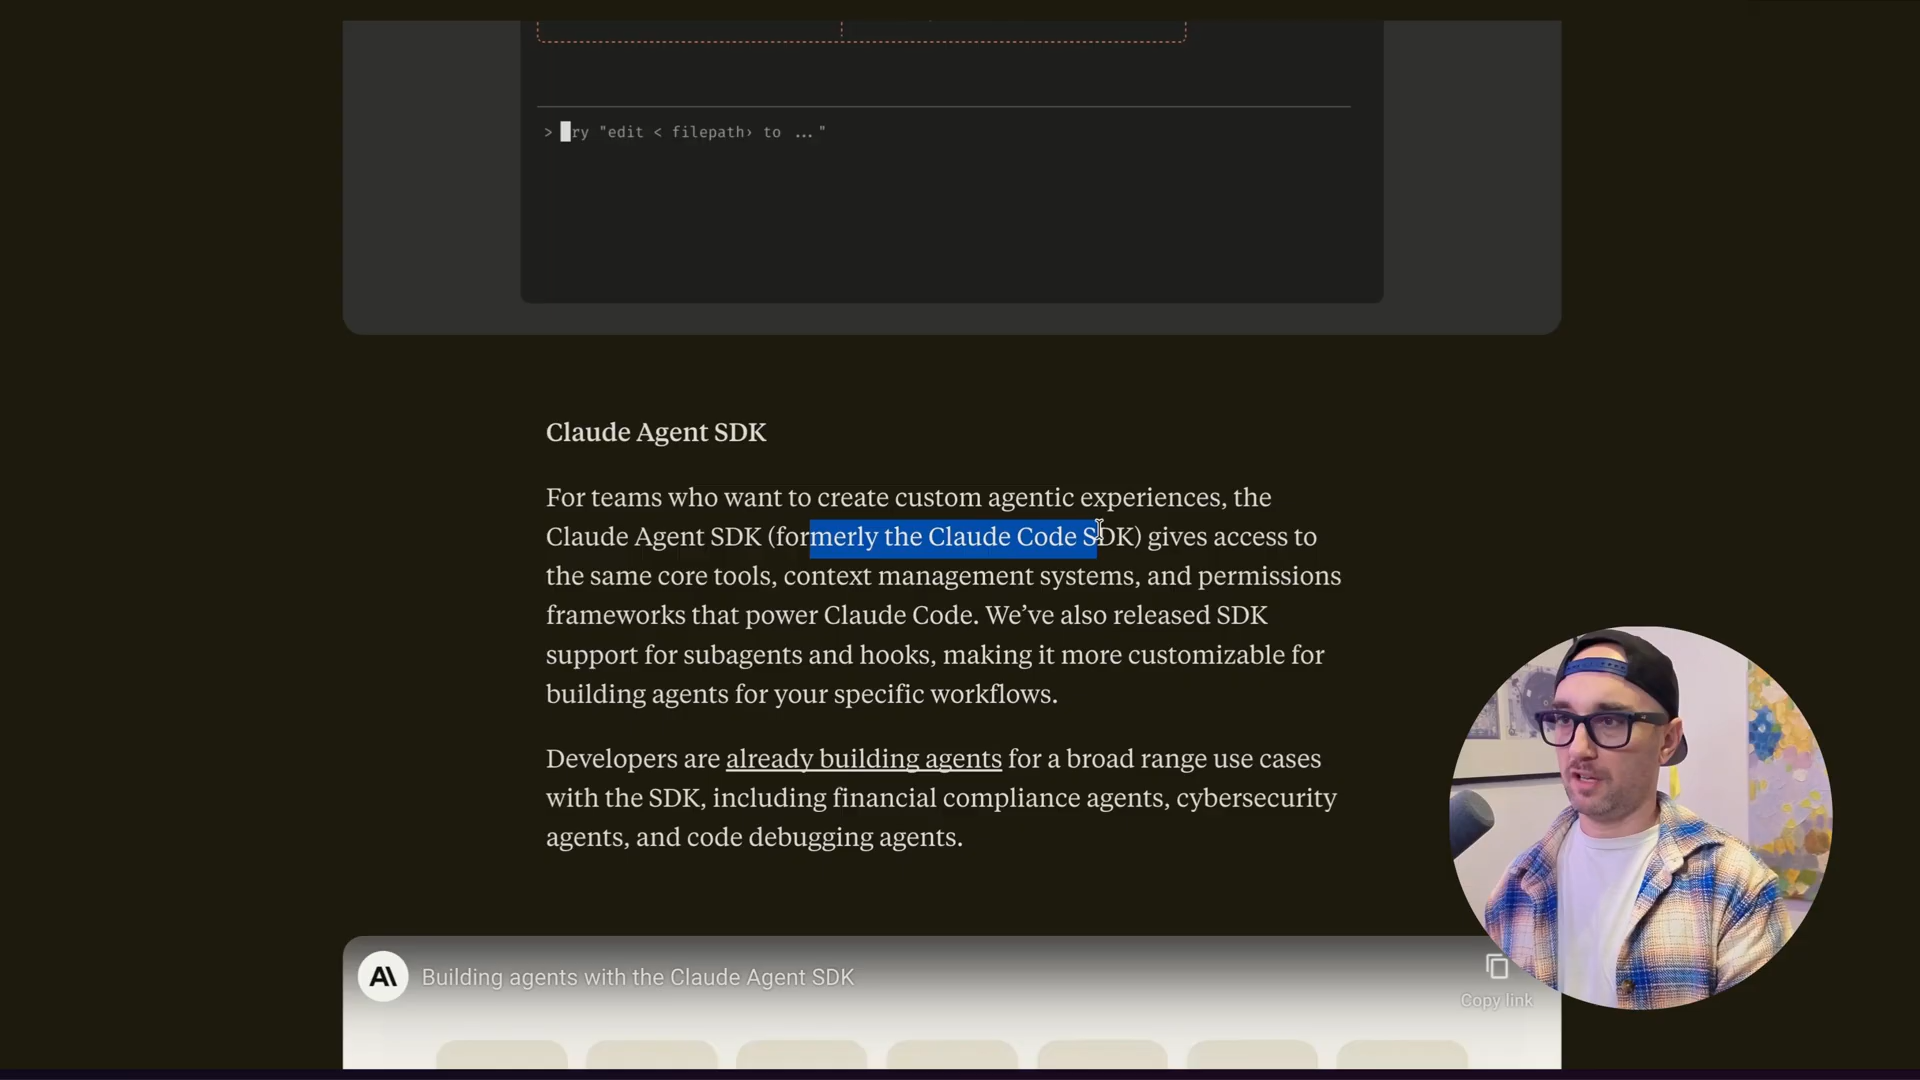 > ry "edit < filepath› to ..."
Claude Agent SDK
For teams who want to create custom agentic experiences, the
Claude Agent SDK (formerly the Claude Code SDK) gives access to
the same core tools, context management systems, and permissions
frameworks that power Claude Code. We’ve also released SDK
support for subagents and hooks, making it more customizable for
building agents for your specific workflows.
Developers are already building agents for a broad range use cases
with the SDK, including financial compliance agents, cybersecurity
agents, and code debugging agents.
A\ Building agents with the Claude Agent SDK
Copy link